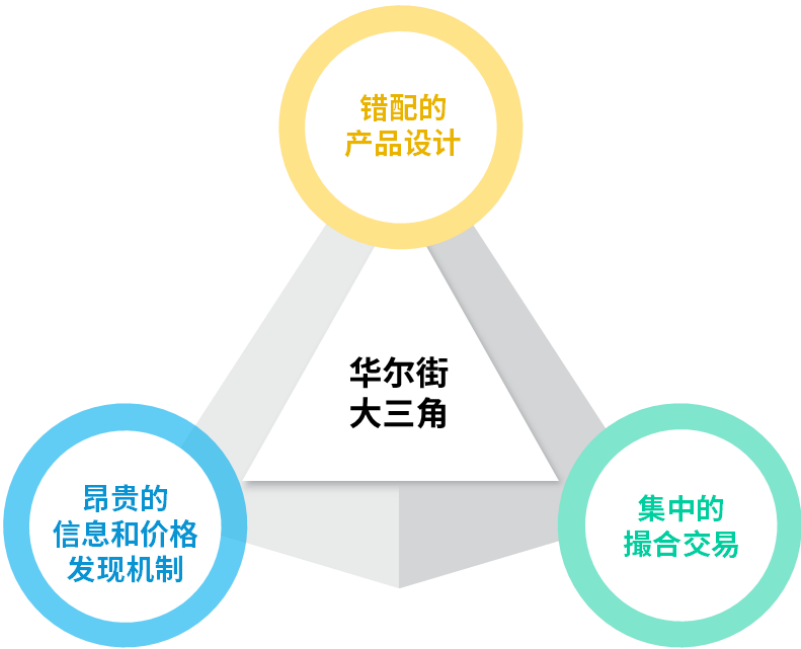 错配的
产品设计
华尔街
大三角
昂贵的
信息和价格
发现机制
集中的
撮合交易